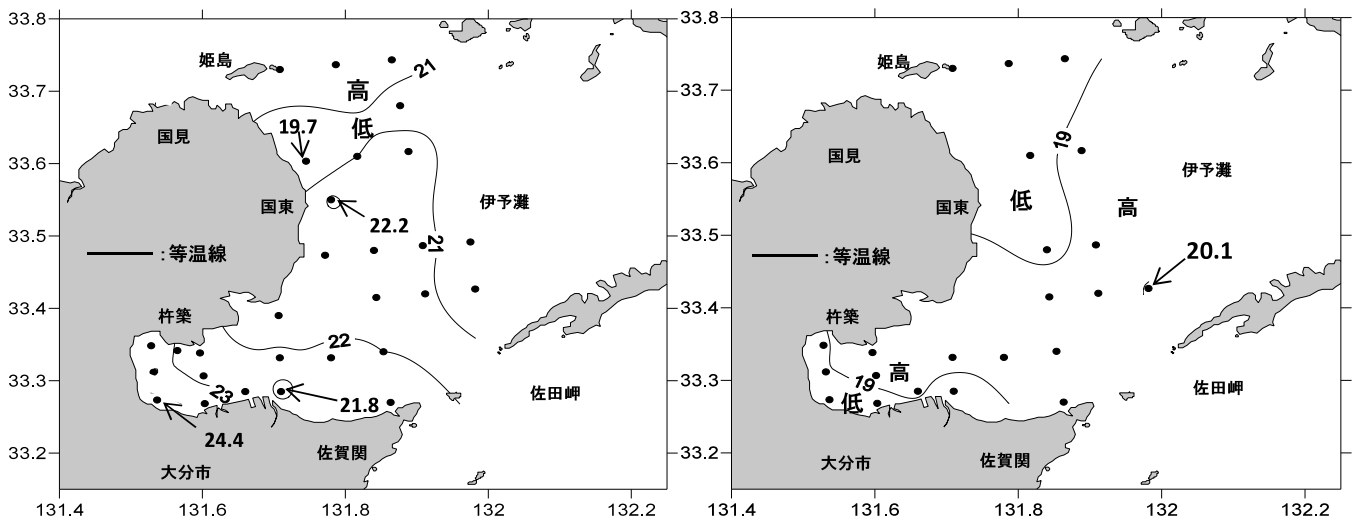 33.8
姫島
21
高
33.7
低
19.7
国見
33.6
国東
22.2
伊予灘
33.5
21
:等温線
33.4
杵築
22
33.3
23
21.8
佐田岬
24.4
佐賀関
33.2
大分市
131.4
131.6
131.8
132
132.2
33.8
姫島
33.7
19
国見
33.6
伊予灘
低
高
国東
33.5
20.1
:等温線
33.4
杵築
高
33.3
19
佐田岬
低
佐賀関
33.2
大分市
131.4
131.6
131.8
132
132.2